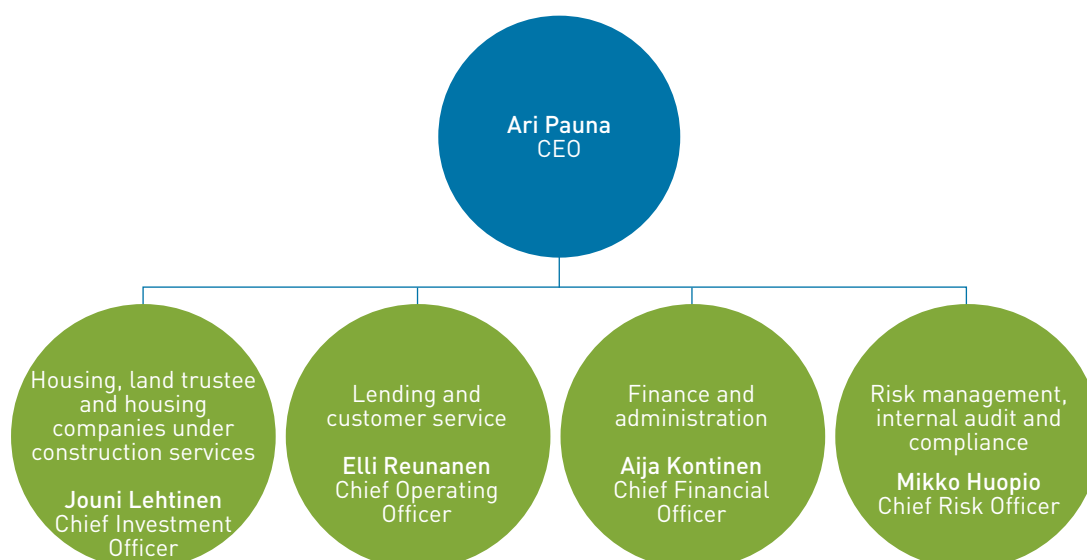 Ari Pauna
CEO
Housing, land trustee
and housing
companies under
construction services
Jouni Lehtinen
Chief Investment
Officer
Lending and
customer service
Elli Reunanen
Chief Operating
Officer
Finance and
administration
Aija Kontinen
Chief Financial
Officer
Risk management,
internal audit and
compliance
Mikko Huopio
Chief Risk Officer